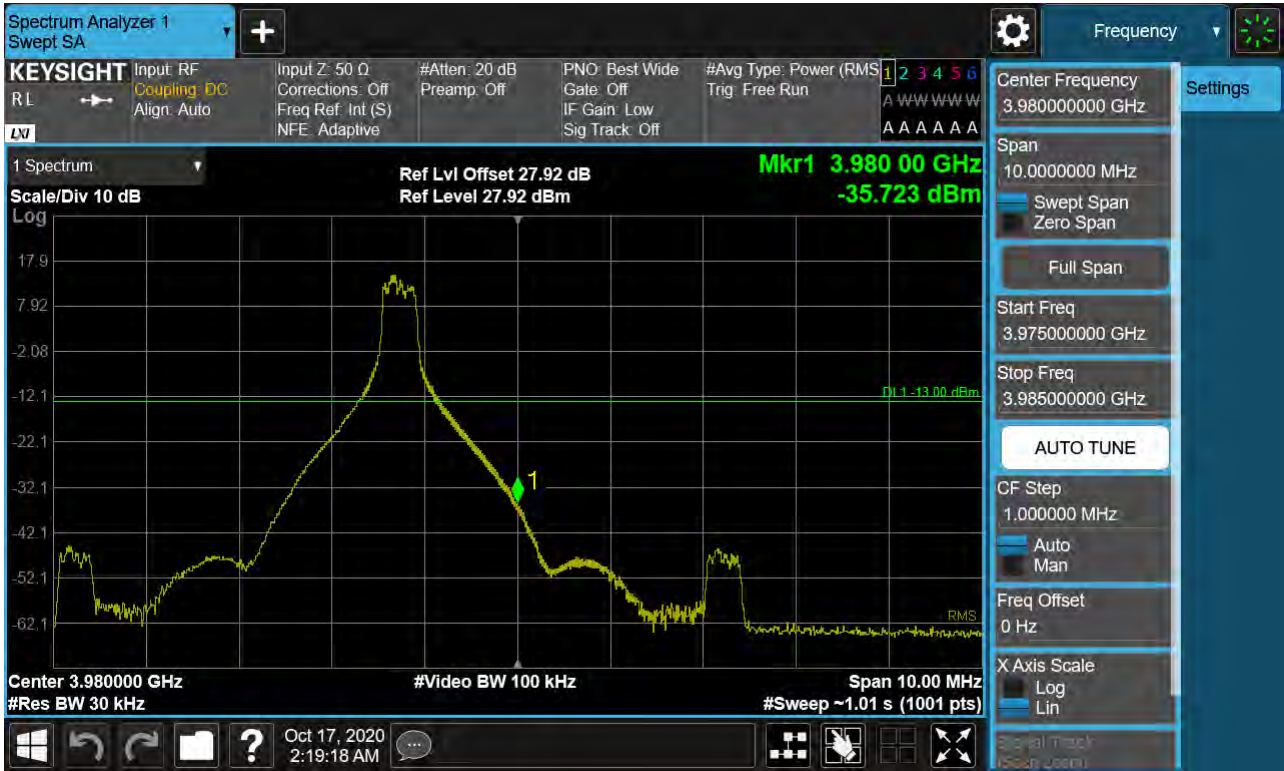 Spectrum Analyzer 1
Swept SA
Frequency
KEYSIGHT
RL
LXI
Input: RF
Coupling: DC
Align: Auto
Input Z: 50 Ω
Corrections: Off
Freq Ref: Int (S)
NFE: Adaptive
#Atten: 20 dB
Preamp: Off
PNO: Best Wide
Gate: Off
IF Gain: Low
Sig Track: Off
#Avg Type: Power (RMS
Trig: Free Run
1 2 3 4 5 6
A W W W W W
A A A A A A
1 Spectrum
Scale/Div 10 dB
Log
Ref Lvl Offset 27.92 dB
Ref Level 27.92 dBm
Mkr1 3.980 00 GHz
-35.723 dBm
17.9
7.92
-2.08
-12.1
-22.1
-32.1
-42.1
-52.1
-62.1
DL1 -13.00 dBm
1
RMS
Center 3.980000 GHz
#Res BW 30 kHz
#Video BW 100 kHz
Span 10.00 MHz
#Sweep ~1.01 s (1001 pts)
Center Frequency
3.980000000 GHz
Settings
Span
10.0000000 MHz
Swept Span
Zero Span
Full Span
Start Freq
3.975000000 GHz
Stop Freq
3.985000000 GHz
AUTO TUNE
CF Step
1.000000 MHz
Auto
Man
Freq Offset
0 Hz
X Axis Scale
Log
Lin
Signal Track
(Span Zoom)
?
Oct 17, 2020
2:19:18 AM